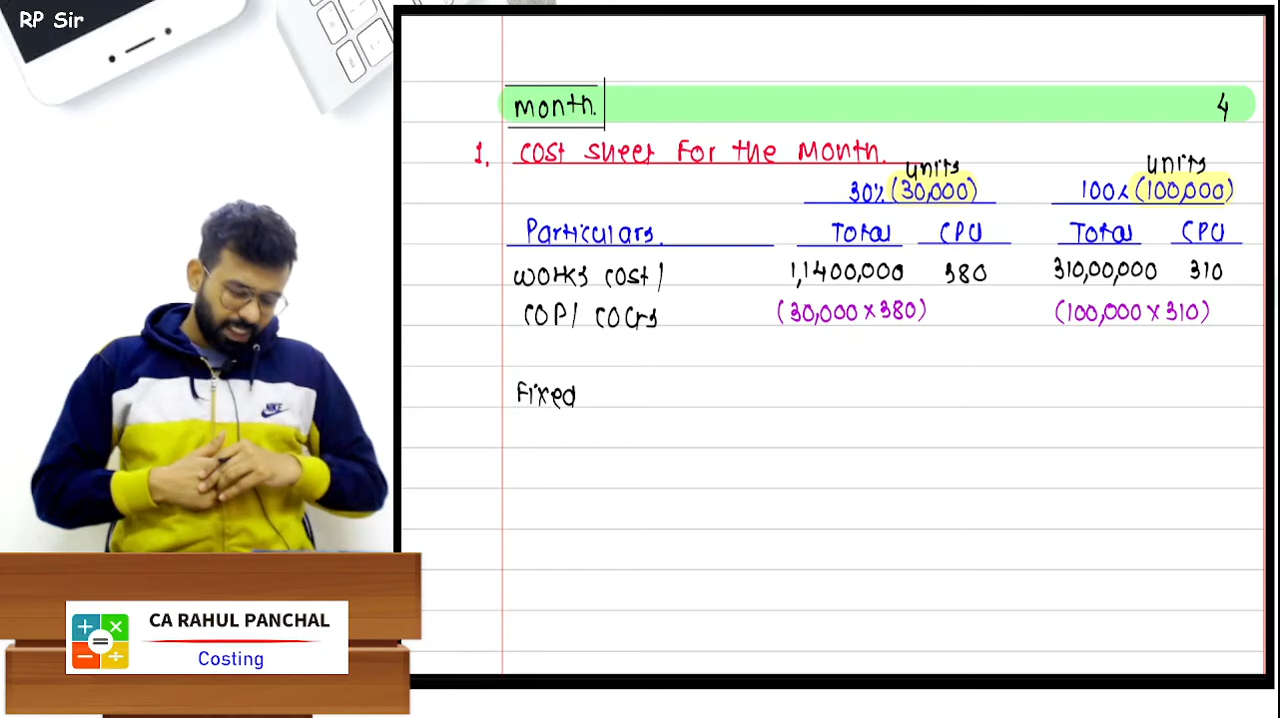 RP Sir
month. 4
1. Cost sheet For the Month.
units units
30% (30,000) 100% (100,000)
Particulars. Total CPU Total CPU
works cost / 1,1400,000 380 310,00,000 310
COP / COGS (30,000 × 380) (100,000 × 310)
Fixed
NIKE
CA RAHUL PANCHAL
Costing